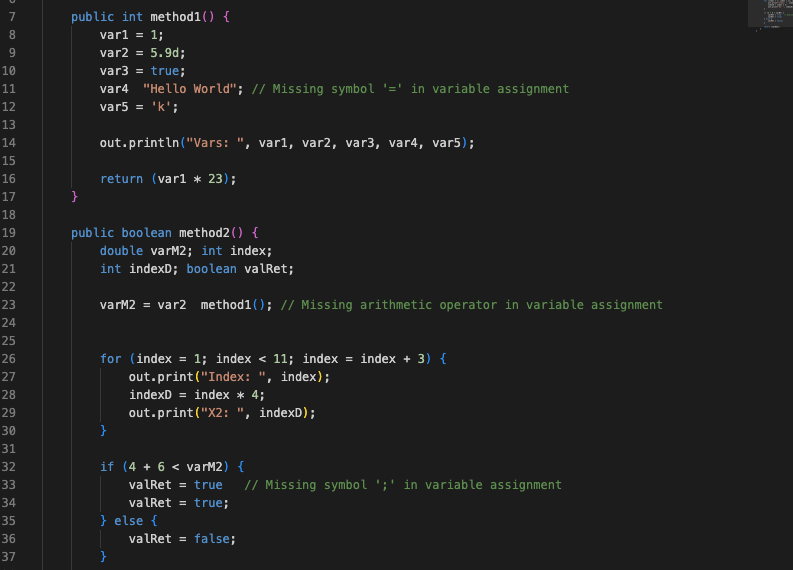 7 public int method1() {
8 var1 = 1;
9 var2 = 5.9d;
10 var3 = true;
11 var4  "Hello World"; // Missing symbol '=' in variable assignment
12 var5 = 'k';
13
14 out.println("Vars: ", var1, var2, var3, var4, var5);
15
16 return (var1 * 23);
17 }
18
19 public boolean method2() {
20 double varM2; int index;
21 int indexD; boolean valRet;
22
23 varM2 = var2  method1(); // Missing arithmetic operator in variable assignment
24
25
26 for (index = 1; index < 11; index = index + 3) {
27 out.print("Index: ", index);
28 indexD = index * 4;
29 out.print("X2: ", indexD);
30 }
31
32 if (4 + 6 < varM2) {
33 valRet = true   // Missing symbol ';' in variable assignment
34 valRet = true;
35 } else {
36 valRet = false;
37 }